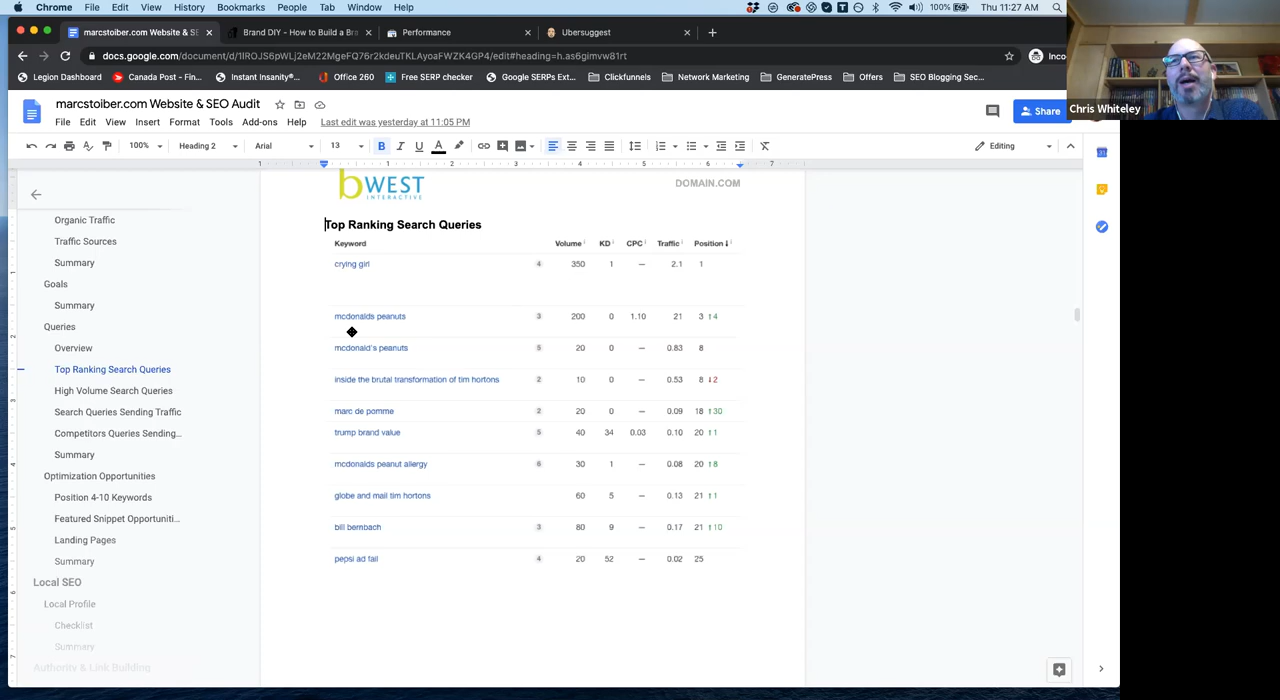 Chrome File Edit View History Bookmarks People Tab Window Help 100% Thu 11:27 AM
marcstoiber.com Website & SE Brand DIY - How to Build a Bra Performance Ubersuggest
docs.google.com/document/d/1lROJS6pWLj2eM22MgeFQ76r2kdeuTKLAyoaFWZK4GP4/edit#heading=h.as6gimvw81rt Inco
Legion Dashboard Canada Post - Fin... Instant Insanity®... Office 260 Free SERP checker Google SERPs Ext... Clickfunnels Network Marketing GeneratePress Offers SEO Blogging Sec...
Chris Whiteley
marcstoiber.com Website & SEO Audit
File Edit View Insert Format Tools Add-ons Help Last edit was yesterday at 11:05 PM
Share
100% Heading 2 Arial 13 B I U A Editing
1 1 2 3 4 5 6 7
bWEST
INTERACTIVE
DOMAIN.COM
Organic Traffic
Traffic Sources
Summary
Goals
Summary
Queries
Overview
Top Ranking Search Queries
High Volume Search Queries
Search Queries Sending Traffic
Competitors Queries Sending...
Summary
Optimization Opportunities
Position 4-10 Keywords
Featured Snippet Opportuniti...
Landing Pages
Summary
Local SEO
Local Profile
Checklist
Summary
Authority & Link Building
Top Ranking Search Queries
Keyword Volume KD CPC Traffic Position
crying girl 4 350 1 — 2.1 1
mcdonalds peanuts 3 200 0 1.10 21 3 ↑4
mcdonald's peanuts 5 20 0 — 0.83 8
inside the brutal transformation of tim hortons 2 10 0 — 0.53 8 ↓2
marc de pomme 2 20 0 — 0.09 18 ↑30
trump brand value 5 40 34 0.03 0.10 20 ↑1
mcdonalds peanut allergy 6 30 1 — 0.08 20 ↑8
globe and mail tim hortons 60 5 — 0.13 21 ↑1
bill bernbach 3 80 9 — 0.17 21 ↑10
pepsi ad fail 4 20 52 — 0.02 25